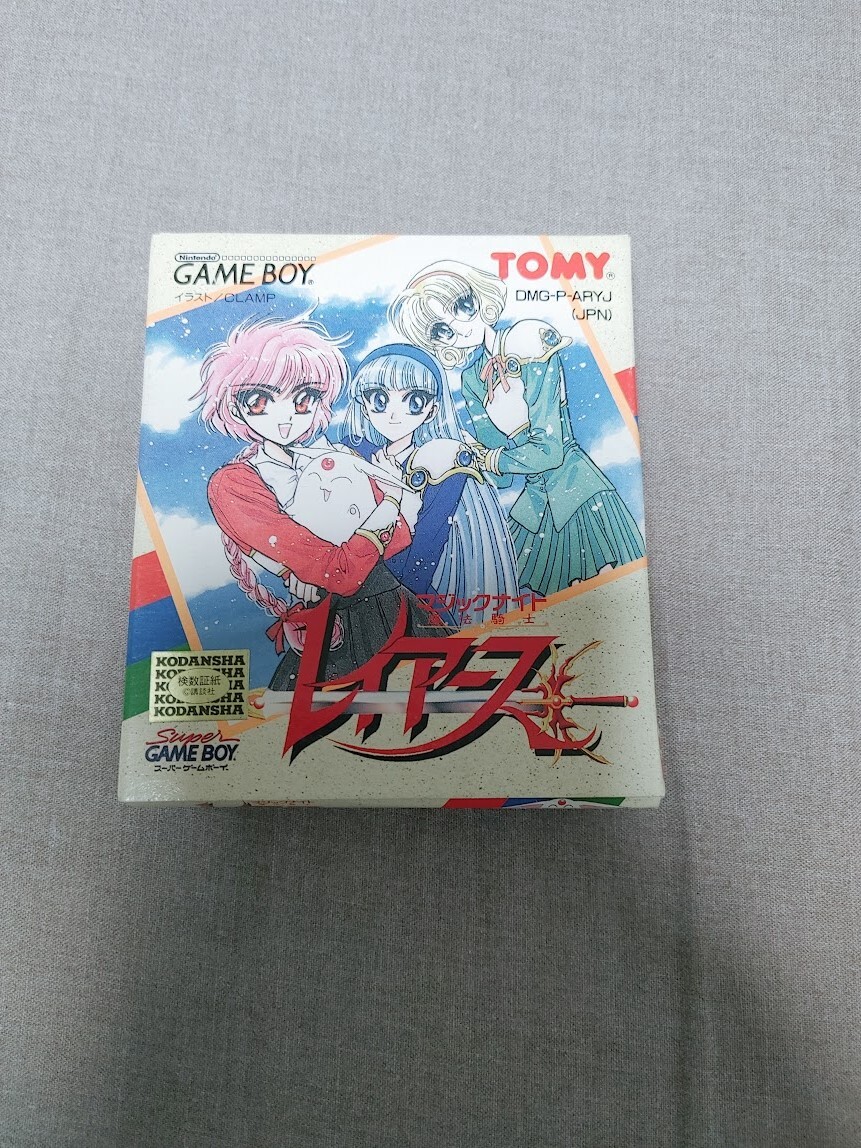 Nintendo
GAME BOY®
イラスト/CLAMP
TOMY®
DMG-P-ARYJ
(JPN)
マジックナイト
法騎士
レイアース
KODANSHA
検数証紙
©講談社
KODANSHA
Super
GAME BOY
スーパーゲームボーイ